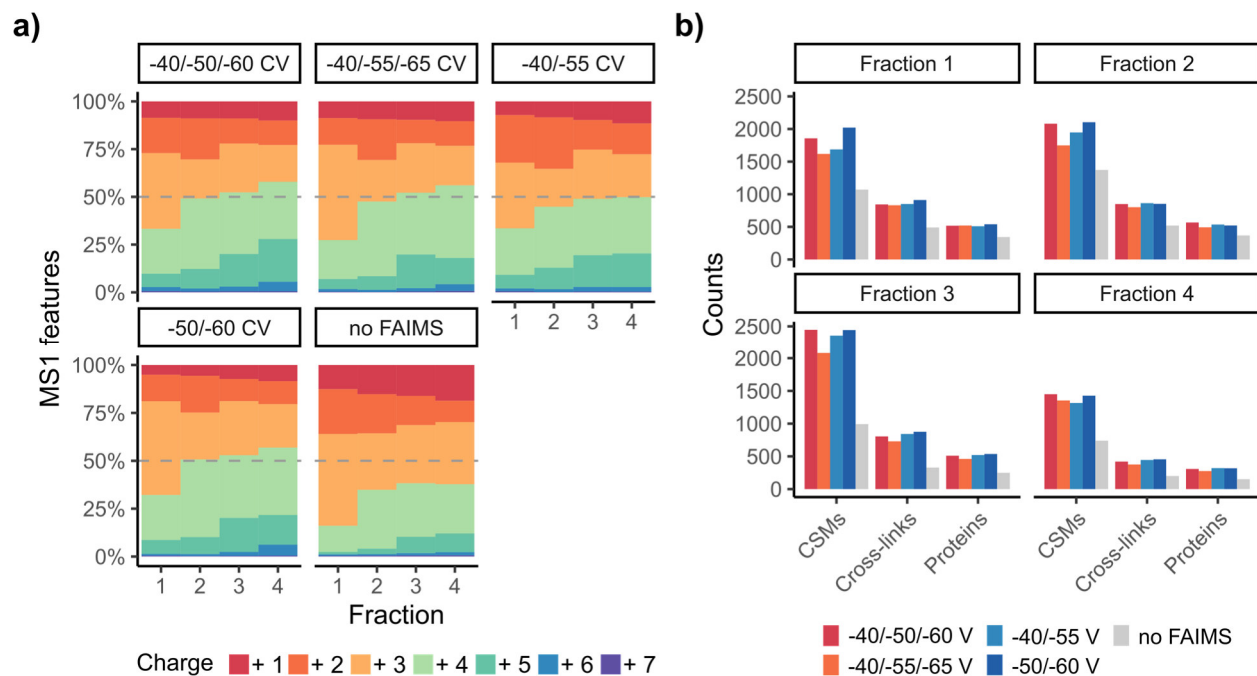 a)
-40/-50/-60 CV
-40/-55/-65 CV
-40/-55 CV
100%
75%
50%
25%
0%
1 2 3 4
-50/-60 CV
no FAIMS
100%
75%
50%
25%
0%
1 2 3 4
1 2 3 4
MS1 features
Fraction
Charge + 1 + 2 + 3 + 4 + 5 + 6 + 7
b)
Fraction 1
Fraction 2
2500
2000
1500
1000
500
0
Fraction 3
Fraction 4
2500
2000
1500
1000
500
0
Counts
CSMs
Cross-links
Proteins
CSMs
Cross-links
Proteins
-40/-50/-60 V
-40/-55 V
no FAIMS
-40/-55/-65 V
-50/-60 V